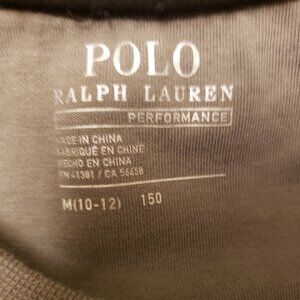 POLO
RALPH LAUREN
PERFORMANCE
MADE IN CHINA
FABRIQUÉ EN CHINE
HECHO EN CHINA
RN 41381 / CA 56658
M(10-12) 150